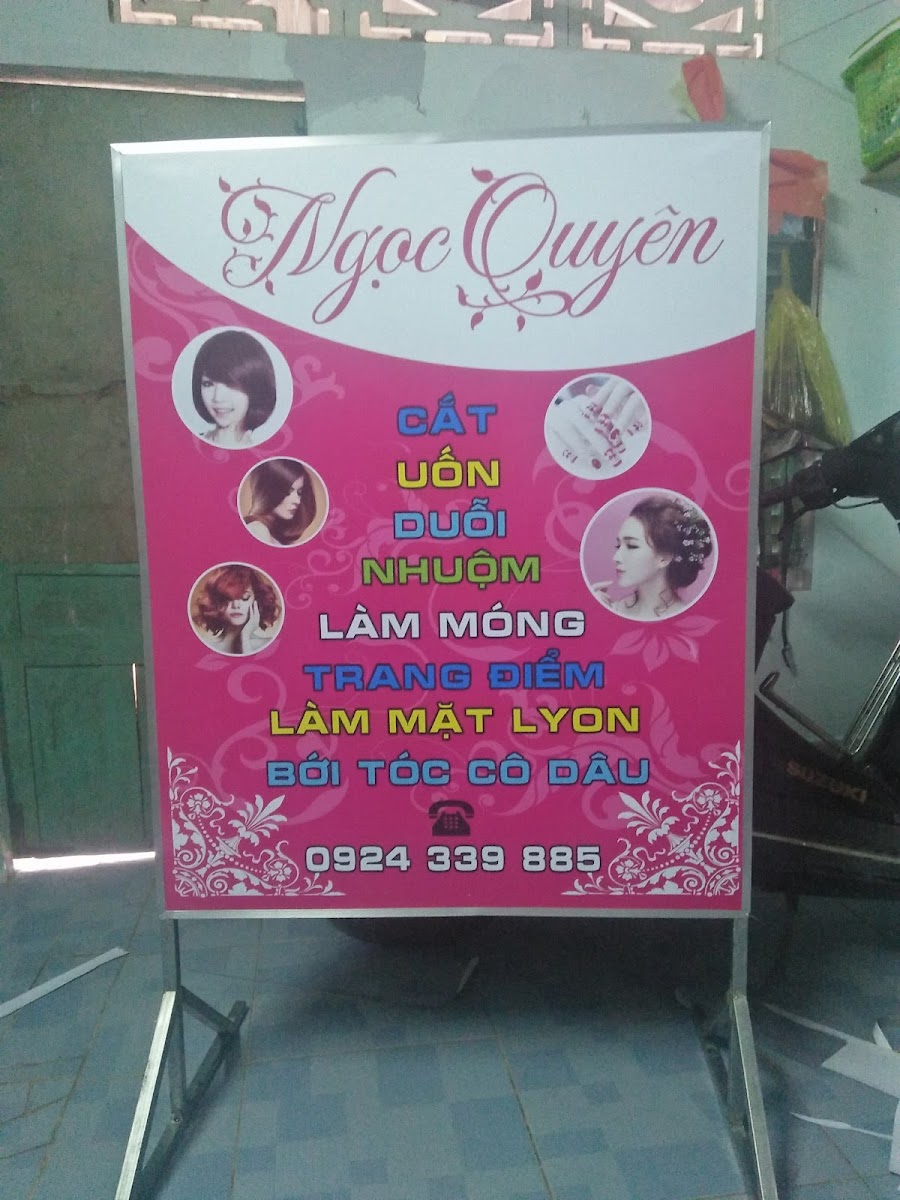 Ngọc Quyên
CẮT
UỐN
DUỖI
NHUỘM
LÀM MÓNG
TRANG ĐIỂM
LÀM MẶT LYON
BỚI TÓC CÔ DÂU
0924 339 885
SUZUKI